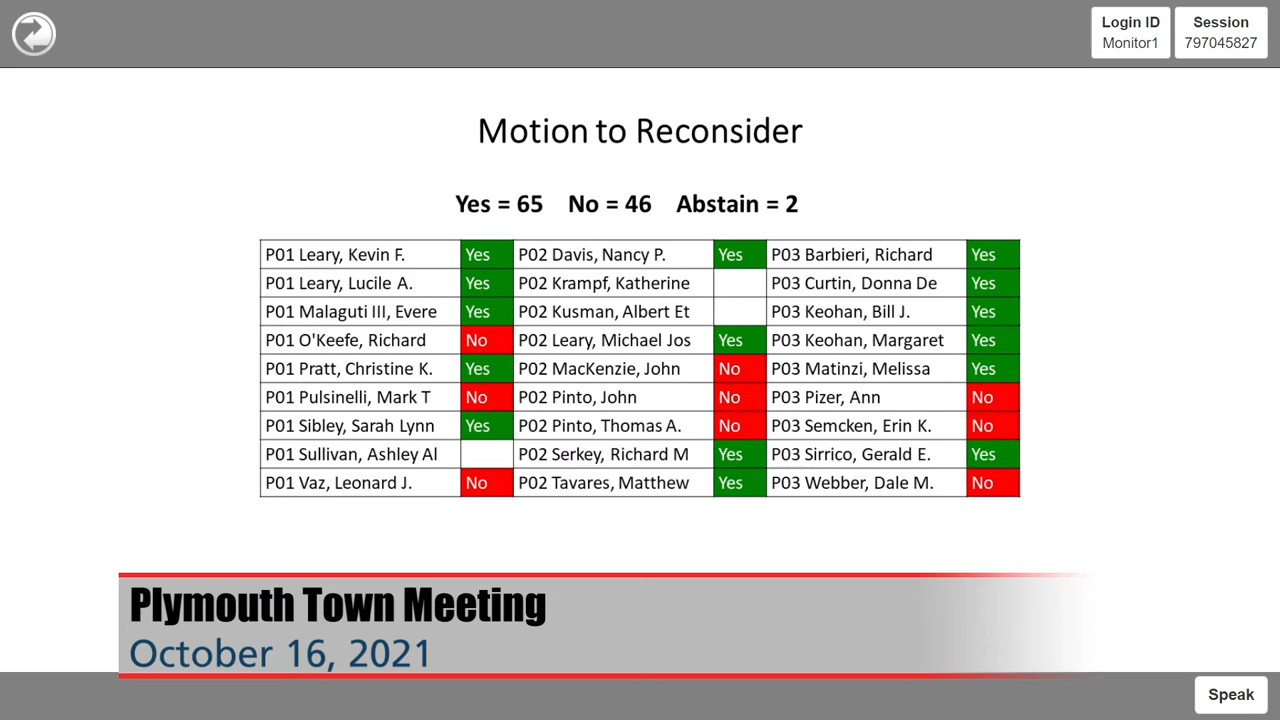 Login ID
Monitor1
Session
797045827
Motion to Reconsider
Yes = 65 No = 46 Abstain = 2
P01 Leary, Kevin F. Yes P02 Davis, Nancy P. Yes P03 Barbieri, Richard Yes
P01 Leary, Lucile A. Yes P02 Krampf, Katherine P03 Curtin, Donna De Yes
P01 Malaguti III, Evere Yes P02 Kusman, Albert Et P03 Keohan, Bill J. Yes
P01 O'Keefe, Richard No P02 Leary, Michael Jos Yes P03 Keohan, Margaret Yes
P01 Pratt, Christine K. Yes P02 MacKenzie, John No P03 Matinzi, Melissa Yes
P01 Pulsinelli, Mark T No P02 Pinto, John No P03 Pizer, Ann No
P01 Sibley, Sarah Lynn Yes P02 Pinto, Thomas A. No P03 Semcken, Erin K. No
P01 Sullivan, Ashley Al P02 Serkey, Richard M Yes P03 Sirrico, Gerald E. Yes
P01 Vaz, Leonard J. No P02 Tavares, Matthew Yes P03 Webber, Dale M. No
Plymouth Town Meeting
October 16, 2021
Speak